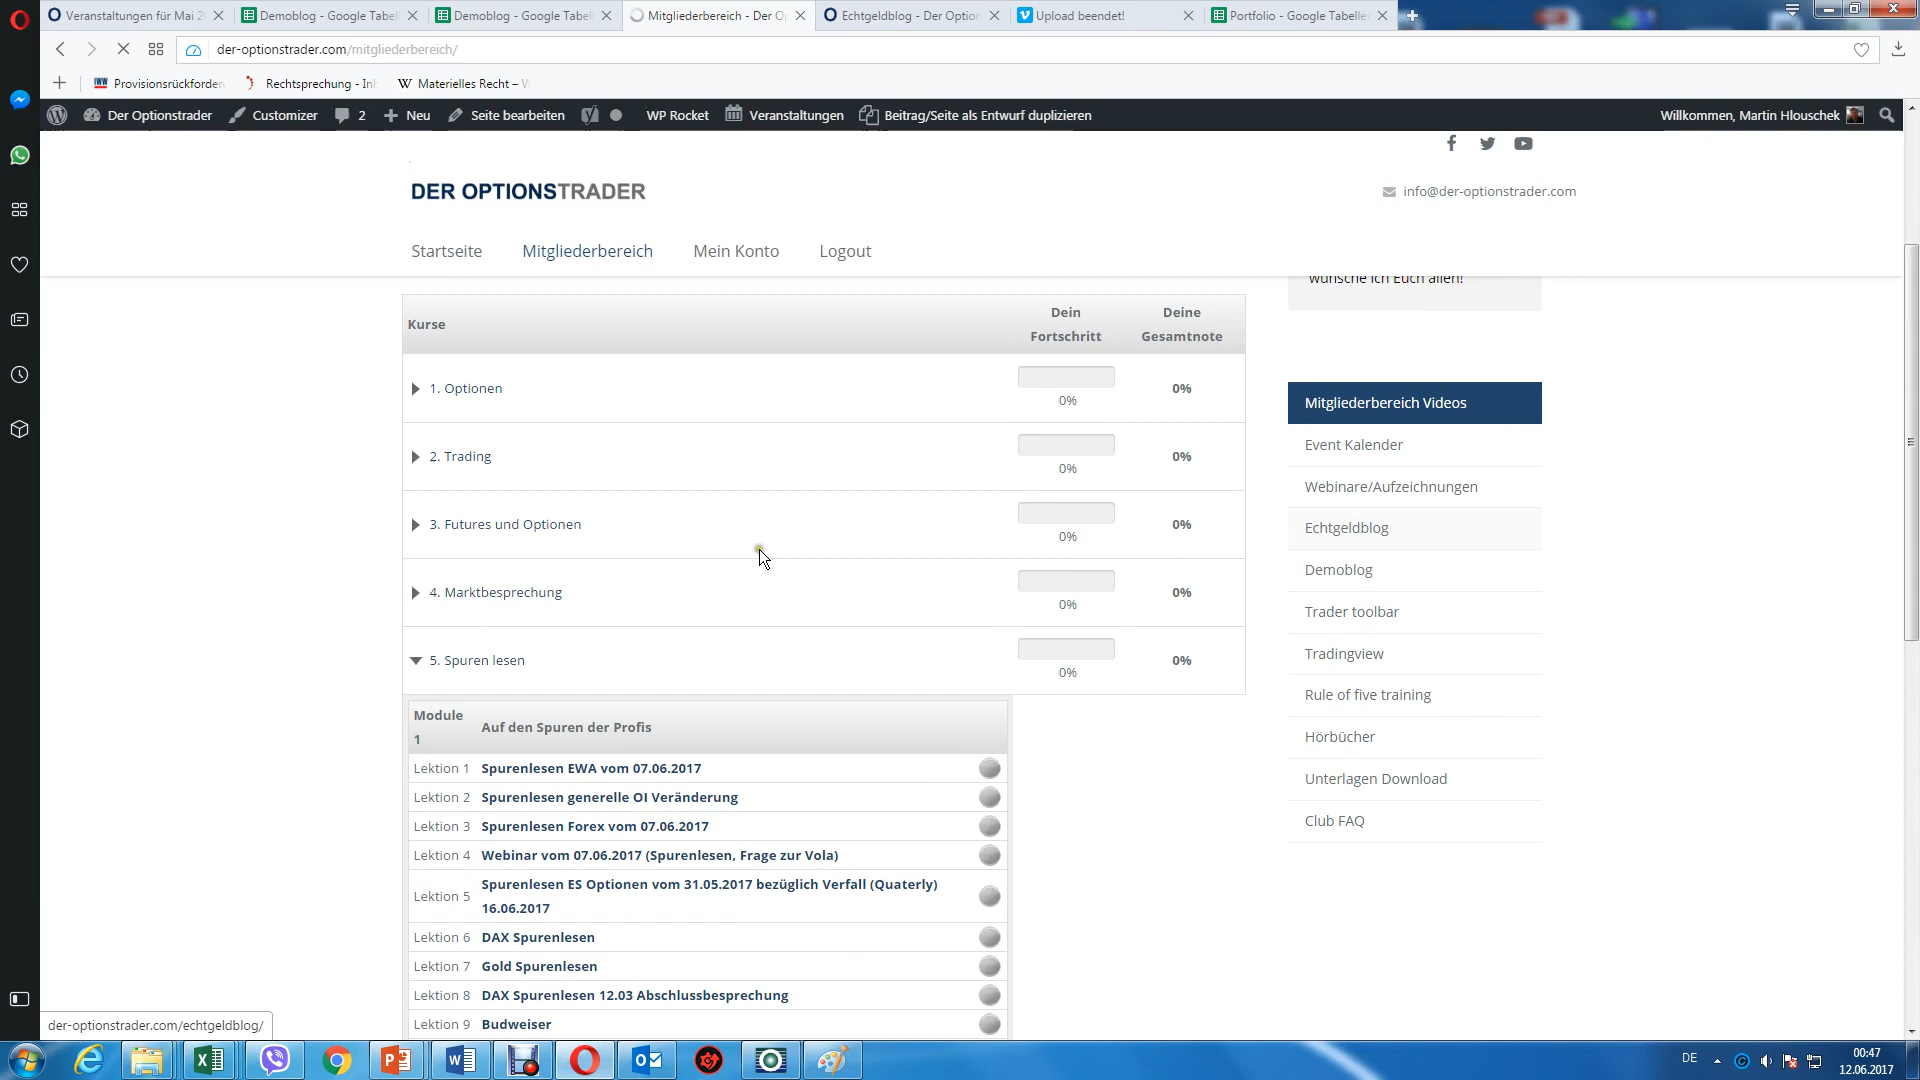 Veranstaltungen für Mai 2
Demoblog - Google Tabel
Demoblog - Google Tabel
Mitgliederbereich - Der O
Echtgeldblog - Der Option
Upload beendet!
Portfolio - Google Tabelle
der-optionstrader.com/mitgliederbereich/
Provisionsrückforder
Rechtsprechung - Inh
Materielles Recht – W
Der Optionstrader
Customizer
2
Neu
Seite bearbeiten
WP Rocket
Veranstaltungen
Beitrag/Seite als Entwurf duplizieren
Willkommen, Martin Hlouschek
DER OPTIONSTRADER
info@der-optionstrader.com
Startseite
Mitgliederbereich
Mein Konto
Logout
wünsche ich Euch allen!
Kurse
Dein
Fortschritt
Deine
Gesamtnote
1. Optionen
0%
0%
2. Trading
0%
0%
3. Futures und Optionen
0%
0%
4. Marktbesprechung
0%
0%
5. Spuren lesen
0%
0%
Module
1
Auf den Spuren der Profis
Lektion 1 Spurenlesen EWA vom 07.06.2017
Lektion 2 Spurenlesen generelle OI Veränderung
Lektion 3 Spurenlesen Forex vom 07.06.2017
Lektion 4 Webinar vom 07.06.2017 (Spurenlesen, Frage zur Vola)
Lektion 5 Spurenlesen ES Optionen vom 31.05.2017 bezüglich Verfall (Quaterly)
16.06.2017
Lektion 6 DAX Spurenlesen
Lektion 7 Gold Spurenlesen
Lektion 8 DAX Spurenlesen 12.03 Abschlussbesprechung
Lektion 9 Budweiser
Mitgliederbereich Videos
Event Kalender
Webinare/Aufzeichnungen
Echtgeldblog
Demoblog
Trader toolbar
Tradingview
Rule of five training
Hörbücher
Unterlagen Download
Club FAQ
der-optionstrader.com/echtgeldblog/
DE
00:47
12.06.2017